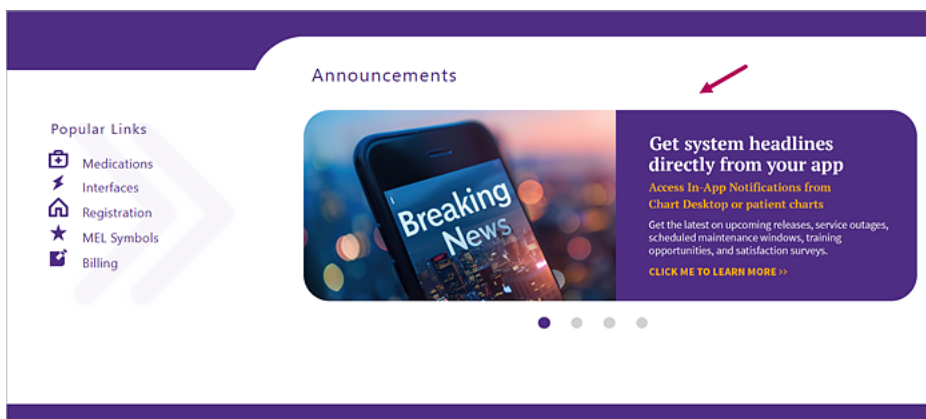 Announcements
Popular Links
Medications
Interfaces
Registration
MEL Symbols
Billing
Breaking
News
Get system headlines
directly from your app
Access In-App Notifications from
Chart Desktop or patient charts
Get the latest on upcoming releases, service outages,
scheduled maintenance windows, training
opportunities, and satisfaction surveys.
CLICK ME TO LEARN MORE >>